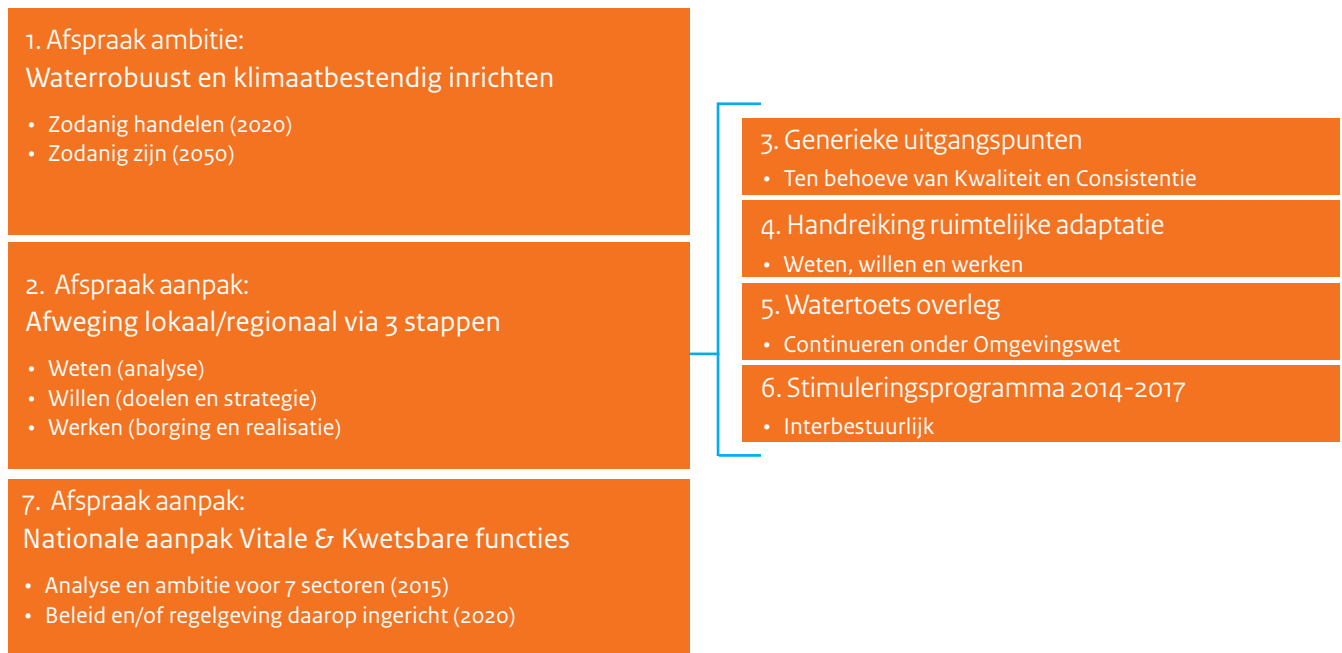 1. Afspraak ambitie:
Waterrobuust en klimaatbestendig inrichten
• Zodanig handelen (2020)
• Zodanig zijn (2050)
2. Afspraak aanpak:
Afweging lokaal/regionaal via 3 stappen
• Weten (analyse)
• Willen (doelen en strategie)
• Werken (borging en realisatie)
7. Afspraak aanpak:
Nationale aanpak Vitale & Kwetsbare functies
• Analyse en ambitie voor 7 sectoren (2015)
• Beleid en/of regelgeving daarop ingericht (2020)
3. Generieke uitgangspunten
• Ten behoeve van Kwaliteit en Consistentie
4. Handreiking ruimtelijke adaptatie
• Weten, willen en werken
5. Watertoets overleg
• Continueren onder Omgevingswet
6. Stimuleringsprogramma 2014-2017
• Interbestuurlijk